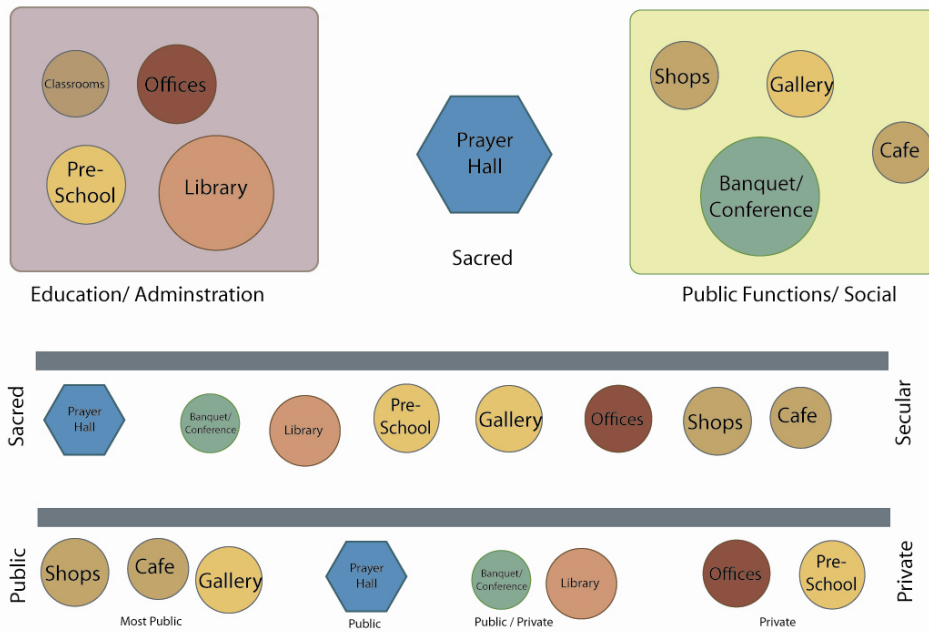 Classrooms
Offices
Pre-
School
Library
Education/ Adminstration
Prayer
Hall
Sacred
Shops
Gallery
Cafe
Banquet/
Conference
Public Functions/ Social
Sacred
Prayer
Hall
Banquet/
Conference
Library
Pre-
School
Gallery
Offices
Shops
Cafe
Secular
Public
Shops
Cafe
Gallery
Most Public
Prayer
Hall
Public
Banquet/
Conference
Library
Public / Private
Offices
Pre-
School
Private
Private